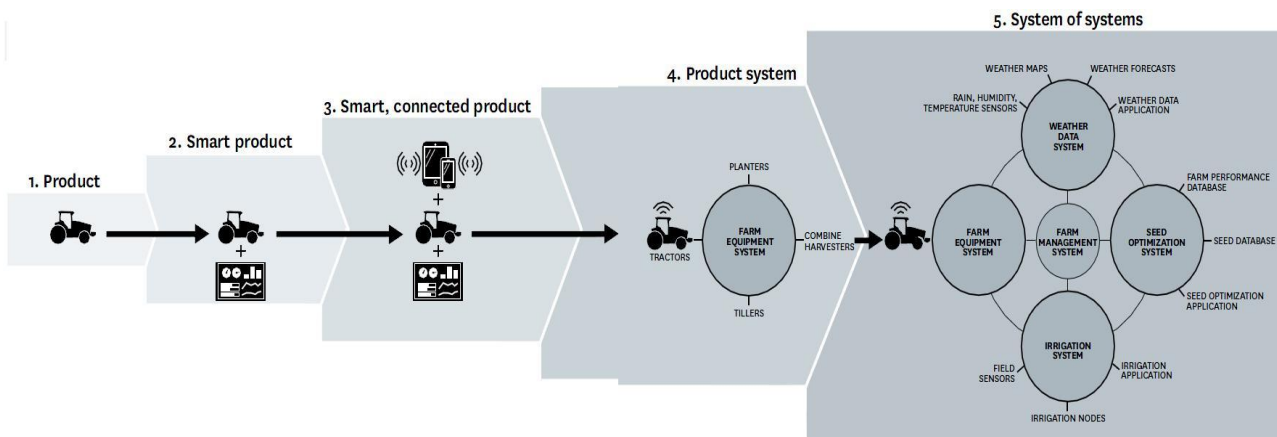 1. Product
2. Smart product
3. Smart, connected product
+
+
+
4. Product system
PLANTERS
TRACTORS
FARM
EQUIPMENT
SYSTEM
COMBINE
HARVESTERS
TILLERS
5. System of systems
WEATHER MAPS
WEATHER FORECASTS
RAIN, HUMIDITY,
TEMPERATURE SENSORS
WEATHER DATA
APPLICATION
WEATHER
DATA
SYSTEM
FARM PERFORMANCE
DATABASE
FARM
EQUIPMENT
SYSTEM
FARM
MANAGEMENT
SYSTEM
SEED
OPTIMIZATION
SYSTEM
SEED DATABASE
SEED OPTIMIZATION
APPLICATION
IRRIGATION
SYSTEM
FIELD
SENSORS
IRRIGATION
APPLICATION
IRRIGATION NODES